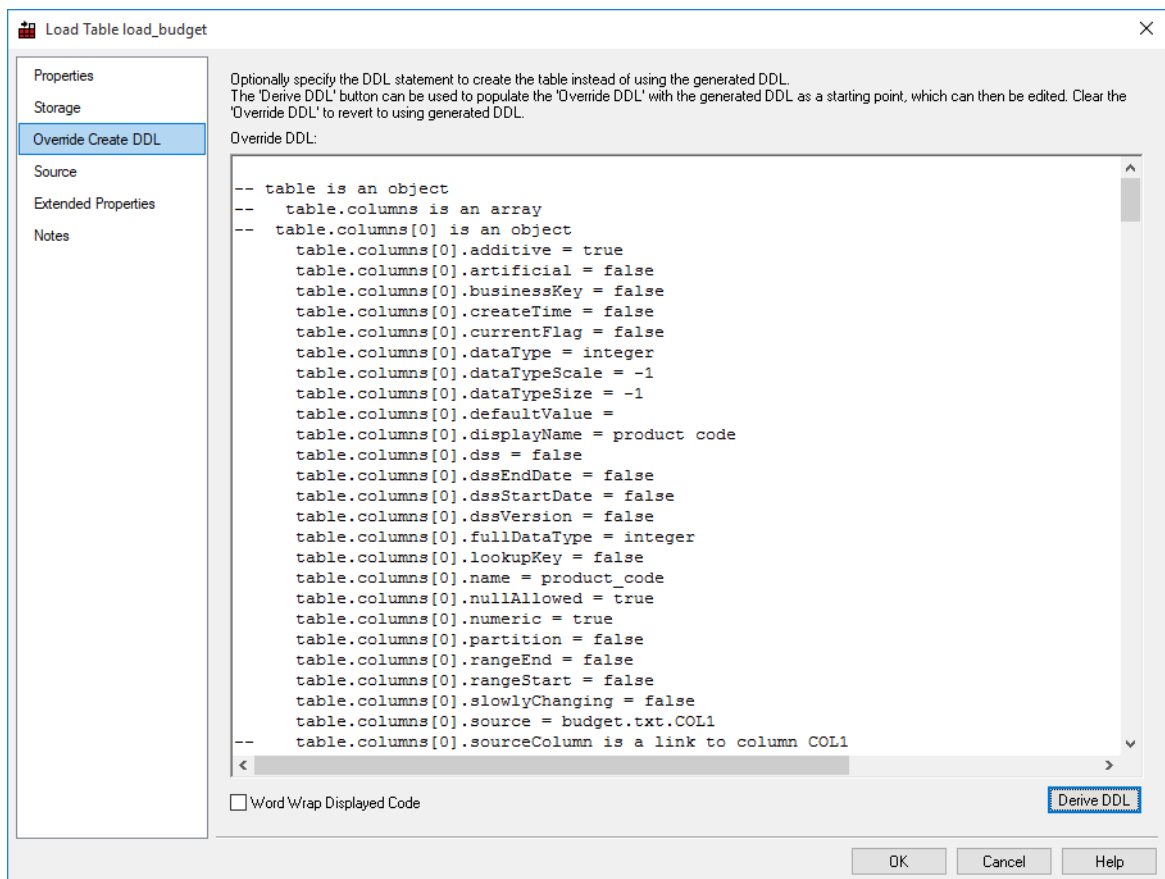 Load Table load_budget
Properties
Storage
Override Create DDL
Source
Extended Properties
Notes
Optionally specify the DDL statement to create the table instead of using the generated DDL.
The 'Derive DDL' button can be used to populate the 'Override DDL' with the generated DDL as a starting point, which can then be edited. Clear the
'Override DDL' to revert to using generated DDL.
Override DDL:
-- table is an object
--   table.columns is an array
--  table.columns[0] is an object
table.columns[0].additive = true
table.columns[0].artificial = false
table.columns[0].businessKey = false
table.columns[0].createTime = false
table.columns[0].currentFlag = false
table.columns[0].dataType = integer
table.columns[0].dataTypeScale = -1
table.columns[0].dataTypeSize = -1
table.columns[0].defaultValue =
table.columns[0].displayName = product code
table.columns[0].dss = false
table.columns[0].dssEndDate = false
table.columns[0].dssStartDate = false
table.columns[0].dssVersion = false
table.columns[0].fullDataType = integer
table.columns[0].lookupKey = false
table.columns[0].name = product_code
table.columns[0].nullAllowed = true
table.columns[0].numeric = true
table.columns[0].partition = false
table.columns[0].rangeEnd = false
table.columns[0].rangeStart = false
table.columns[0].slowlyChanging = false
table.columns[0].source = budget.txt.COL1
--    table.columns[0].sourceColumn is a link to column COL1
Word Wrap Displayed Code
Derive DDL
OK
Cancel
Help